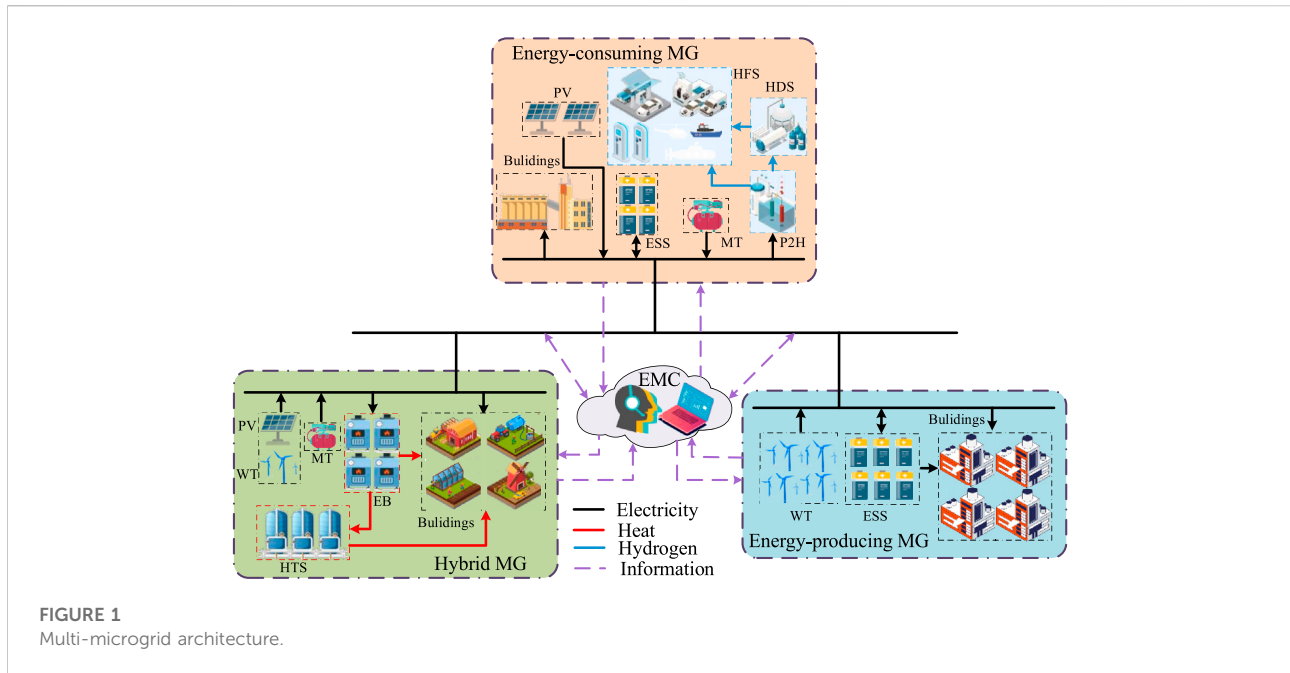 Energy-consuming MG
HFS
HDS
PV
Bulidings
ESS
MT
P2H
EMC
PV
WT
MT
EB
Bulidings
HTS
Hybrid MG
Bulidings
WT
ESS
Energy-producing MG
Electricity
Heat
Hydrogen
Information
FIGURE 1
Multi-microgrid architecture.